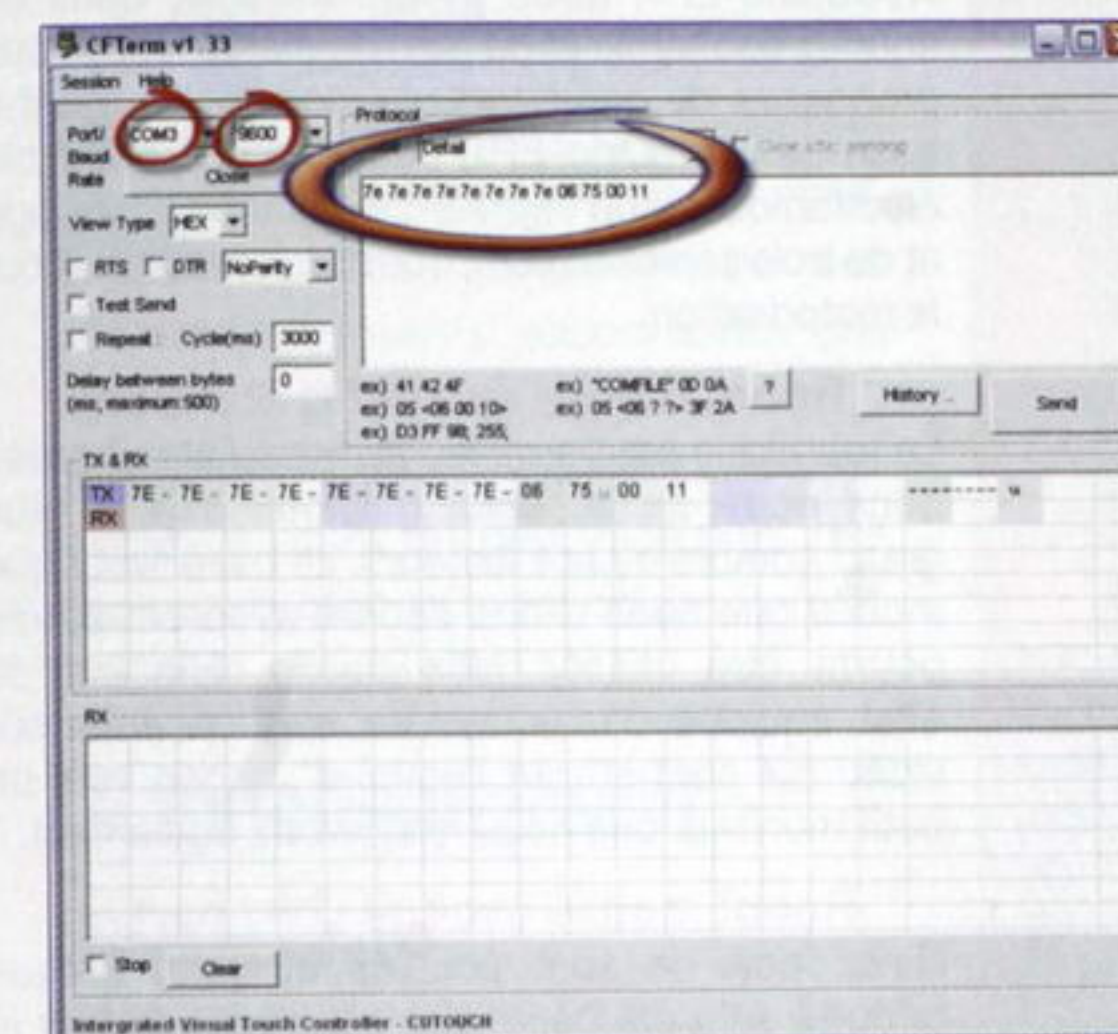 CFTerm v1.33
Session Help
Port/ Baud Rate
COM3
9600
Close
View Type HEX
RTS DTR NoParity
Test Send
Repeat: Cycle(ms) 3000
Delay between bytes 0
(ms, maximum:500)
Protocol
Detail
7e 7e 7e 7e 7e 7e 7e 7e 06 75 00 11
ex) 41 42 4F
ex) 05 <06 00 10>
ex) D3 FF 98; 255;
ex) "COMFILE" 0D 0A
ex) 05 <06 ? ?> 3F 2A
?
History ..
Send
TX & RX
TX 7E - 7E - 7E - 7E - 7E - 7E - 7E - 7E - 06 75 00 11
RX
RX
Stop Clear
Intergrated Visual Touch Controller - CUTOUCH